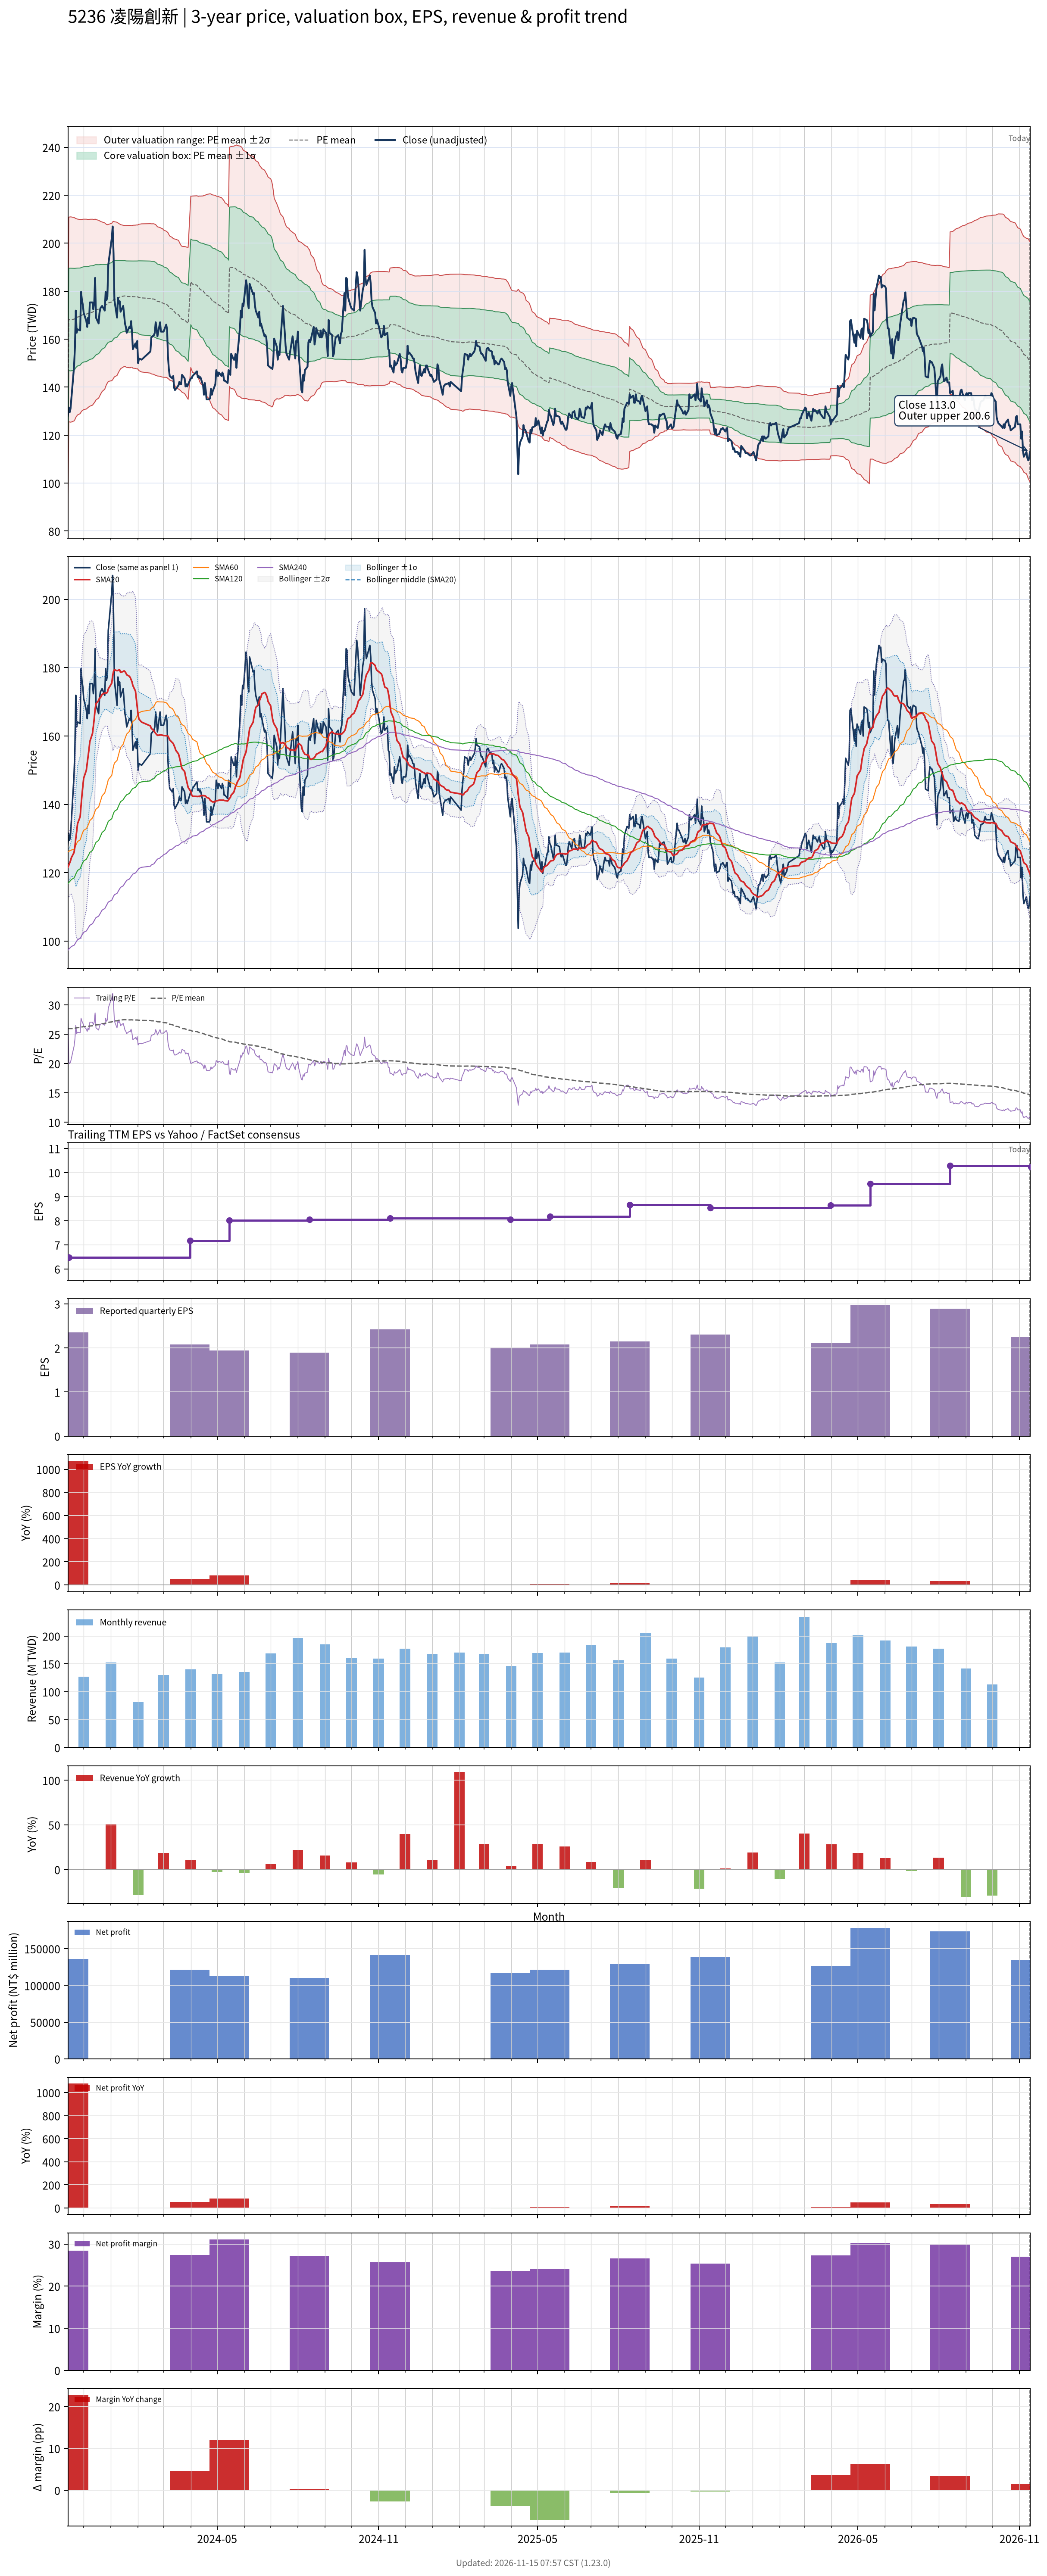 5236 凌陽創新 | 3-year price, valuation box, EPS, revenue & profit trend
Outer valuation range: PE mean ±2σ
PE mean
Close (unadjusted)
Core valuation box: PE mean ±1σ
Today
Price (TWD)
240
220
200
180
160
140
120
100
80
Close 113.0
Outer upper 200.6
Close (same as panel 1)
SMA20
SMA60
SMA120
SMA240
Bollinger ±2σ
Bollinger ±1σ
Bollinger middle (SMA20)
Price
200
180
160
140
120
100
Trailing P/E
P/E mean
P/E
30
25
20
15
10
Trailing TTM EPS vs Yahoo / FactSet consensus
Today
EPS
11
10
9
8
7
6
Reported quarterly EPS
EPS
3
2
1
0
EPS YoY growth
YoY (%)
1000
800
600
400
200
0
Monthly revenue
Revenue (M TWD)
200
150
100
50
0
Revenue YoY growth
YoY (%)
100
50
0
Month
Net profit
Net profit (NT$ million)
150000
100000
50000
0
Net profit YoY
YoY (%)
1000
800
600
400
200
0
Net profit margin
Margin (%)
30
20
10
0
Margin YoY change
Δ margin (pp)
20
10
0
2024-05
2024-11
2025-05
2025-11
2026-05
2026-11
Updated: 2026-11-15 07:57 CST (1.23.0)